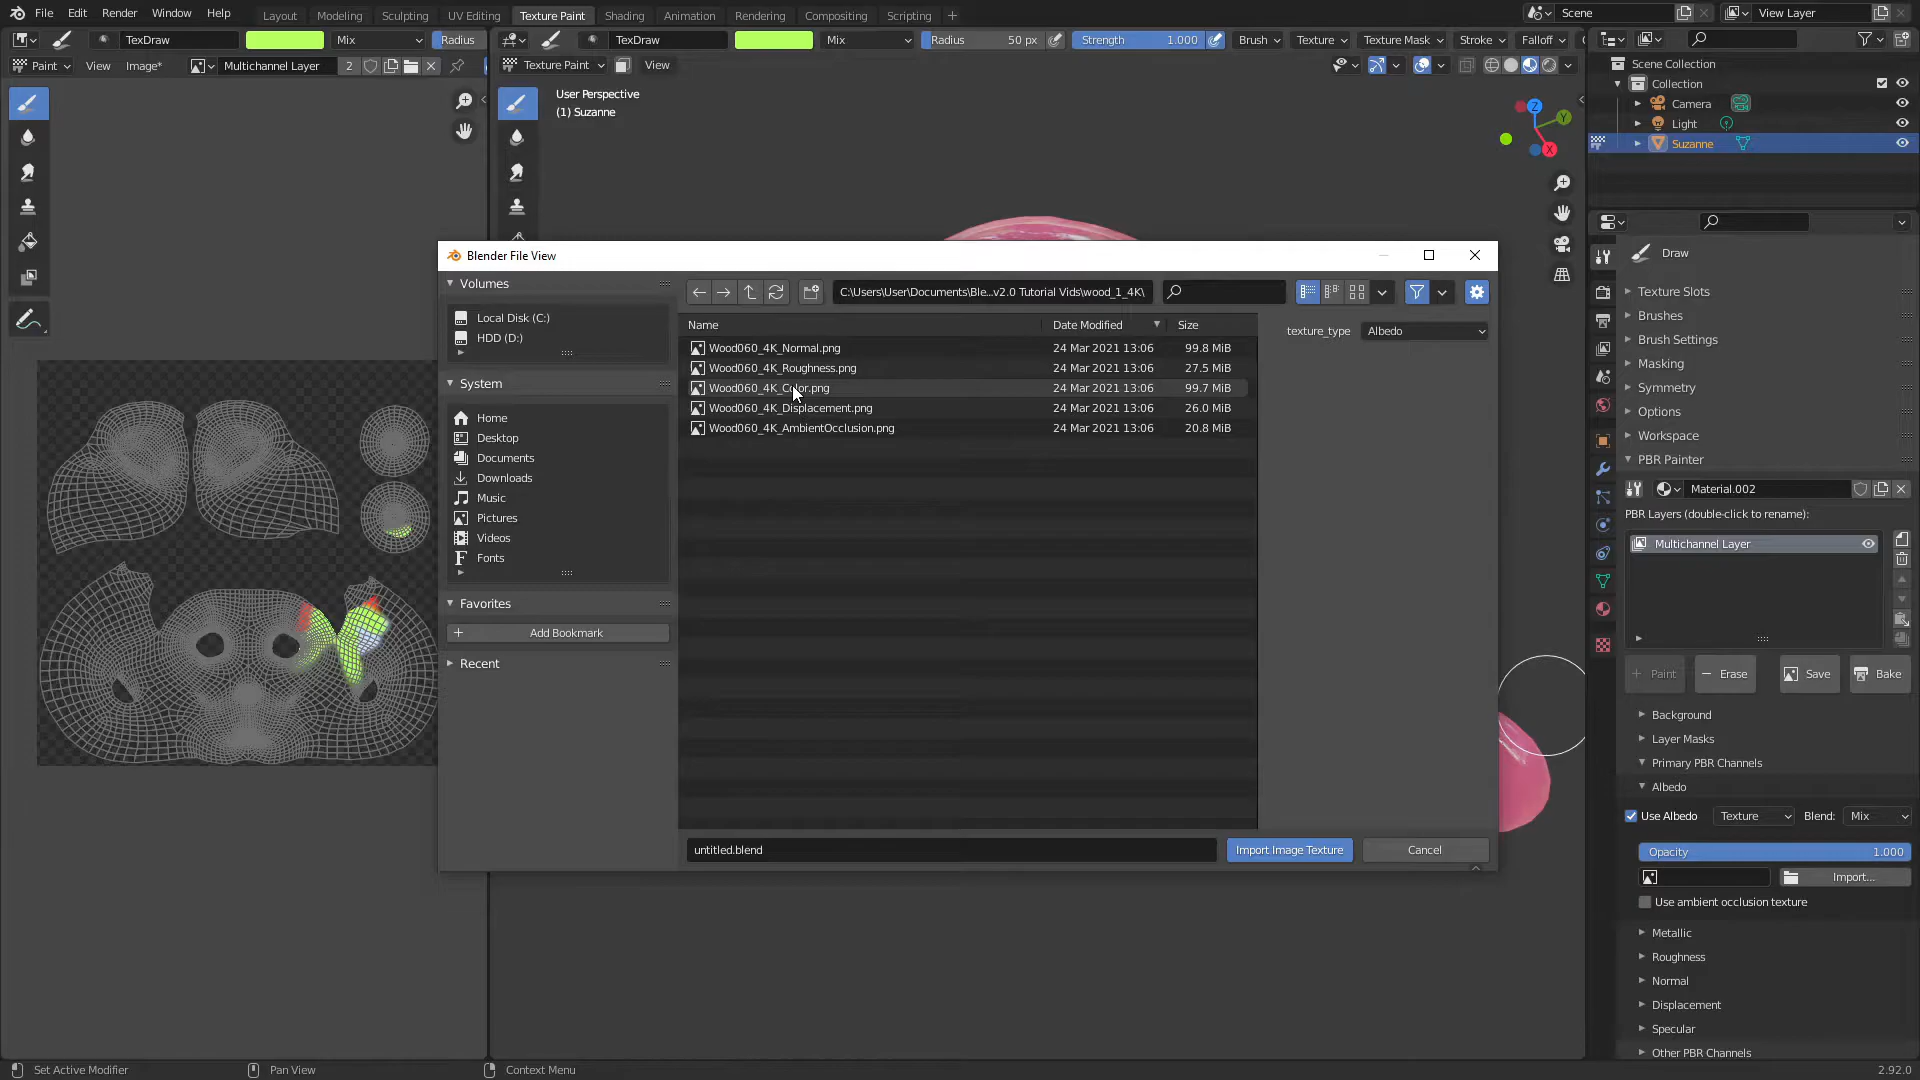 File Edit Render Window Help Layout Modeling Sculpting UV Editing Texture Paint Shading Animation Rendering Compositing Scripting + Scene View Layer
TexDraw Mix Radius TexDraw Mix Radius 50 px Strength 1.000 Brush Texture Texture Mask Stroke Falloff
Paint View Image* Multichannel Layer 2 Texture Paint View
User Perspective
(1) Suzanne
Scene Collection
Collection
Camera
Light
Suzanne
Z
Y
X
Blender File View
Volumes
Local Disk (C:)
HDD (D:)
System
Home
Desktop
Documents
Downloads
Music
Pictures
Videos
Fonts
Favorites
Add Bookmark
Recent
C:\Users\User\Documents\Ble...v2.0 Tutorial Vids\wood_1_4K\
Name Date Modified Size
Wood060_4K_Normal.png 24 Mar 2021 13:06 99.8 MiB
Wood060_4K_Roughness.png 24 Mar 2021 13:06 27.5 MiB
Wood060_4K_Color.png 24 Mar 2021 13:06 99.7 MiB
Wood060_4K_Displacement.png 24 Mar 2021 13:06 26.0 MiB
Wood060_4K_AmbientOcclusion.png 24 Mar 2021 13:06 20.8 MiB
texture_type Albedo
untitled.blend Import Image Texture Cancel
Draw
Texture Slots
Brushes
Brush Settings
Masking
Symmetry
Options
Workspace
PBR Painter
Material.002
PBR Layers (double-click to rename):
Multichannel Layer
Paint Erase Save Bake
Background
Layer Masks
Primary PBR Channels
Albedo
Use Albedo Texture Blend: Mix
Opacity 1.000
Import...
Use ambient occlusion texture
Metallic
Roughness
Normal
Displacement
Specular
Other PBR Channels
Set Active Modifier Pan View Context Menu 2.92.0